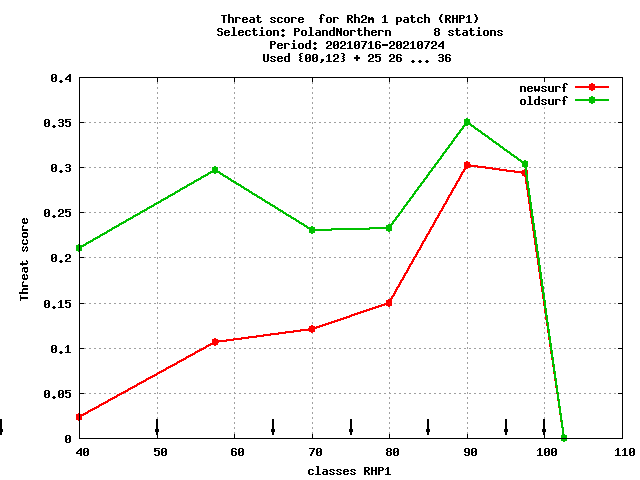 Threat score  for Rh2m 1 patch (RHP1)
Selection: PolandNorthern      8 stations
Period: 20210716-20210724
Used {00,12} + 25 26 ... 36
newsurf
oldsurf
0.4
0.35
0.3
0.25
0.2
0.15
0.1
0.05
0
Threat score
40 50 60 70 80 90 100 110
classes RHP1